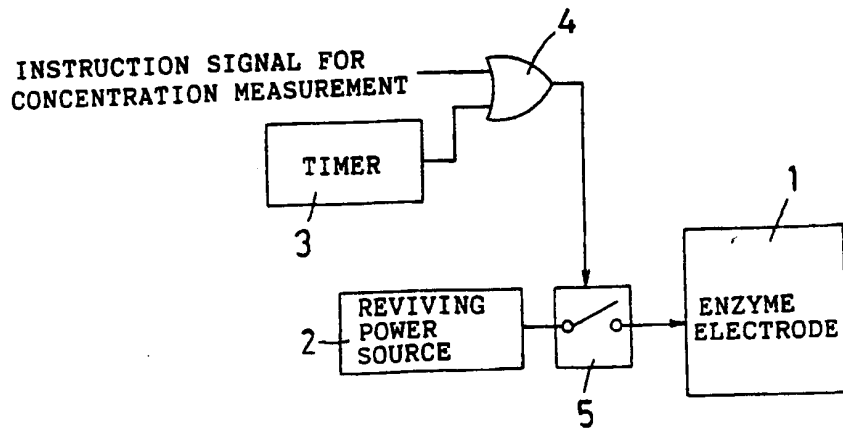 INSTRUCTION SIGNAL FOR
CONCENTRATION MEASUREMENT
4
TIMER
3
1
REVIVING
POWER
SOURCE
2
5
ENZYME
ELECTRODE